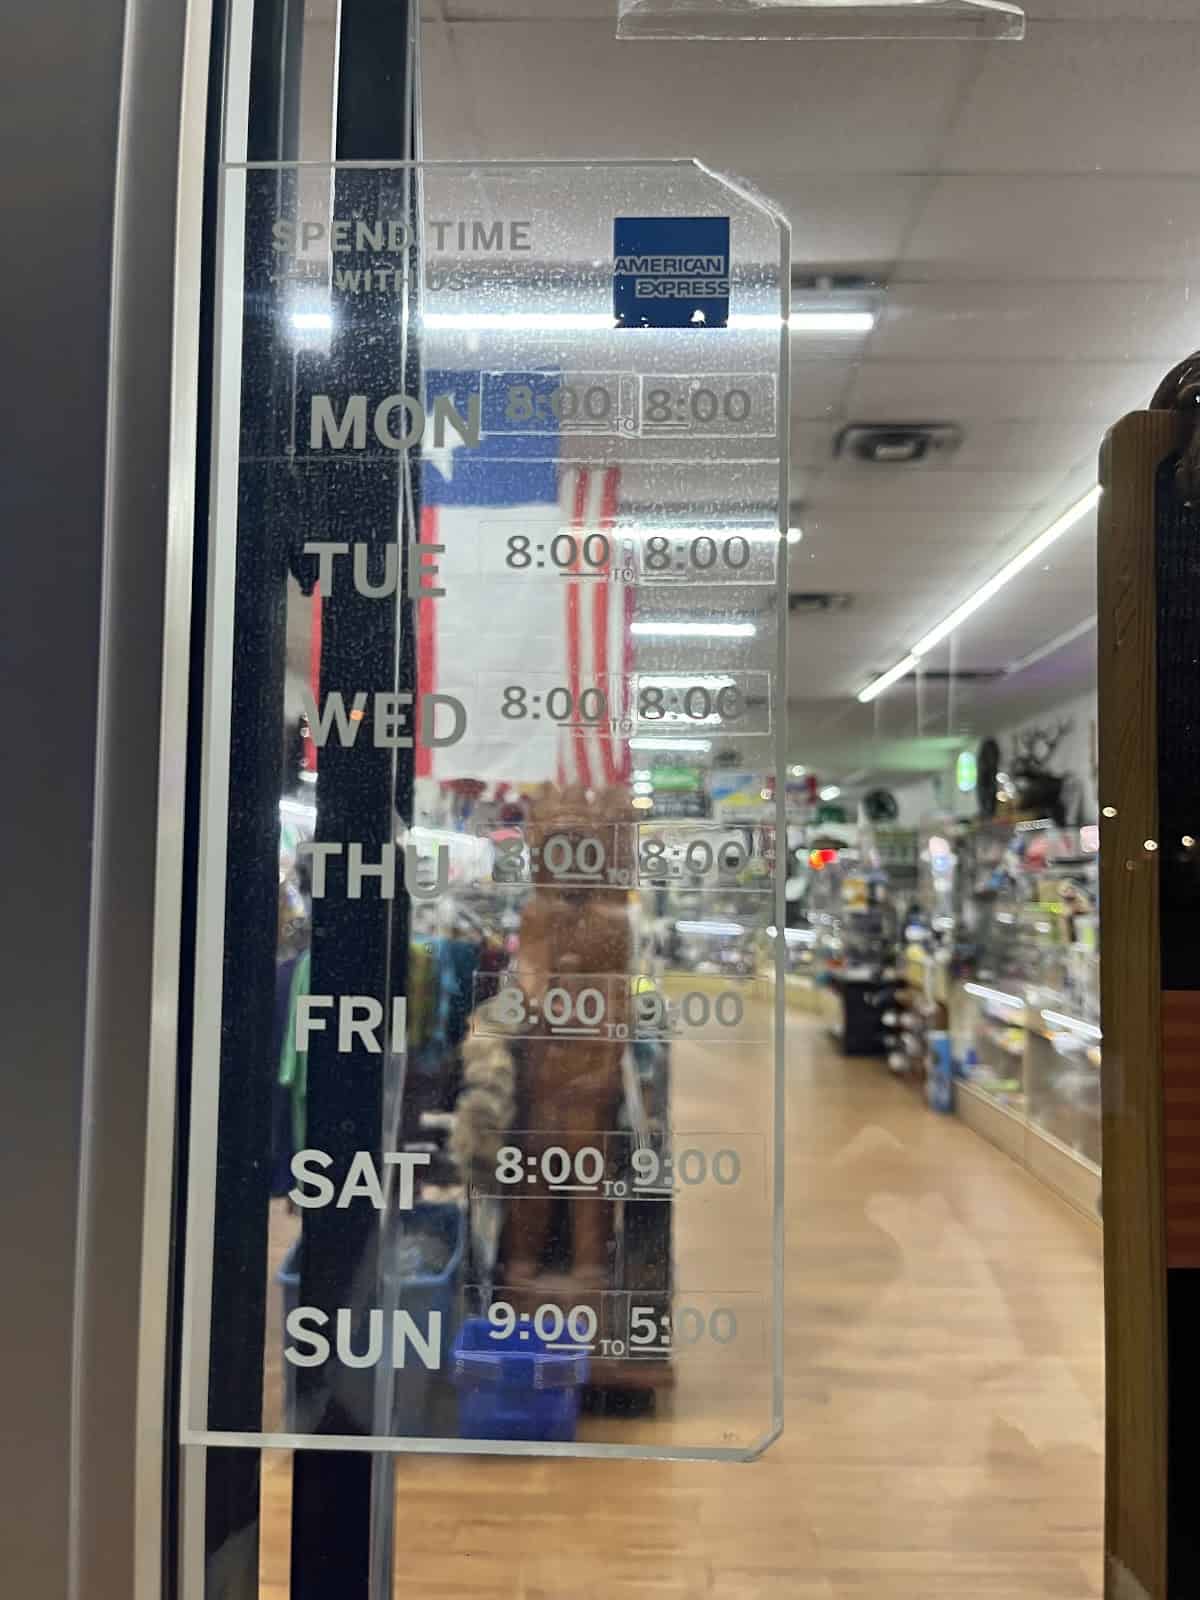 SPEND TIME
WITH US
AMERICAN
EXPRESS
MON 8:00 TO 8:00
TUE 8:00 TO 8:00
WED 8:00 TO 8:00
THU 8:00 TO 8:00
FRI 8:00 TO 9:00
SAT 8:00 TO 9:00
SUN 9:00 TO 5:00